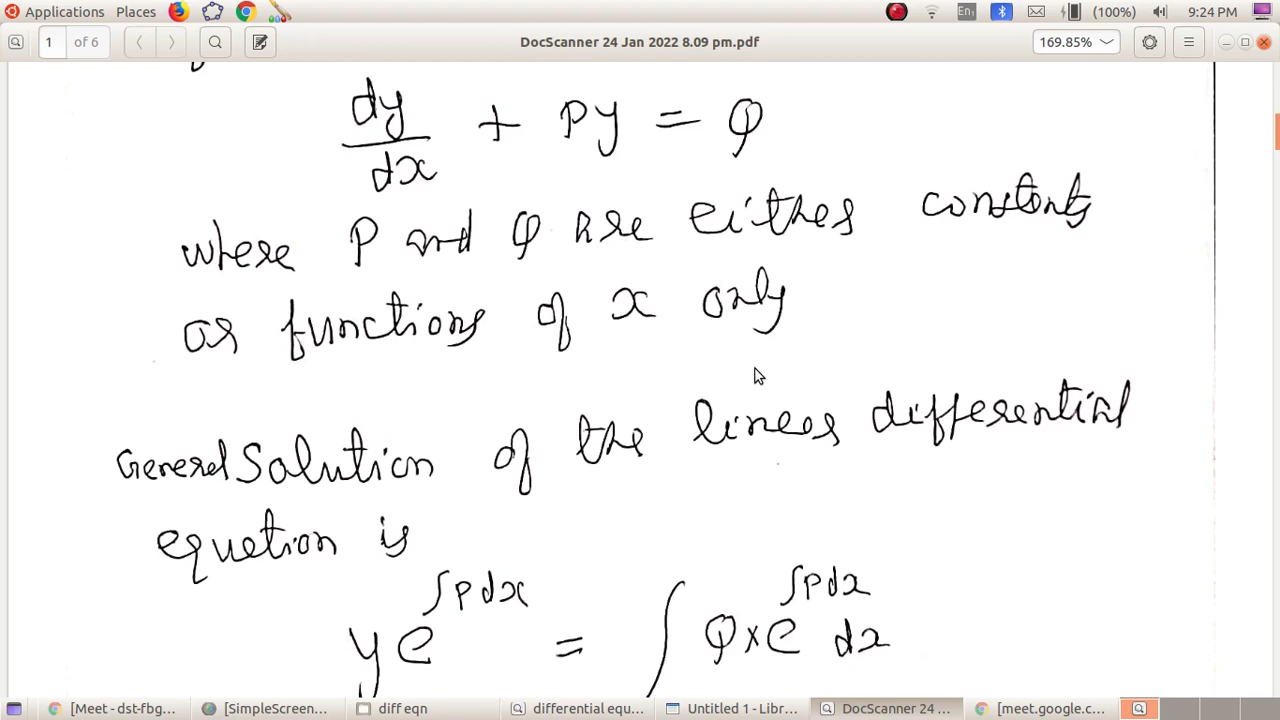 Applications Places En₁ (100%) 9:24 PM
1 of 6 DocScanner 24 Jan 2022 8.09 pm.pdf 169.85%
dy/dx + Py = Q
where P and Q are either constants
or functions of x only
General Solution of the linear differential
equation is
y e^∫Pdx = ∫ Q×e^∫Pdx dx
[Meet - dst-fbg... [SimpleScreen... diff eqn differential equ... Untitled 1 - Libr... DocScanner 24 ... [meet.google.co...